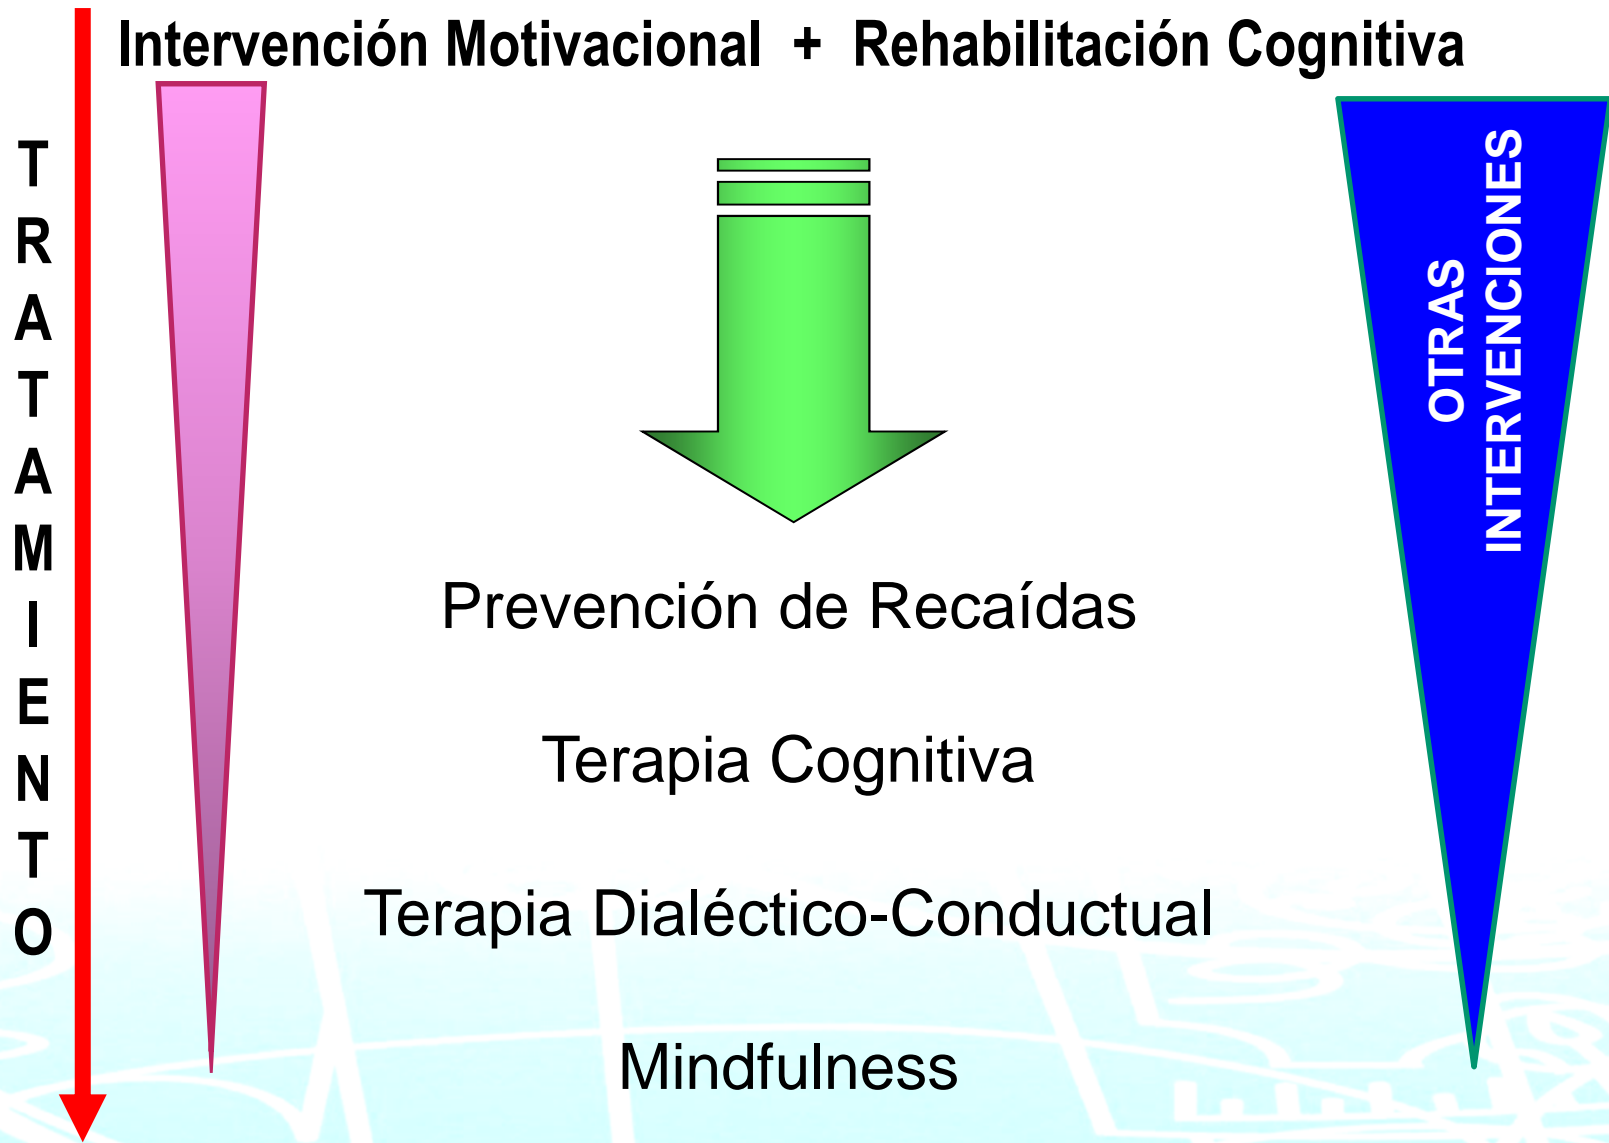 Intervención Motivacional + Rehabilitación Cognitiva
TRATAMIENTO
OTRAS
INTERVENCIONES
Prevención de Recaídas
Terapia Cognitiva
Terapia Dialéctico-Conductual
Mindfulness